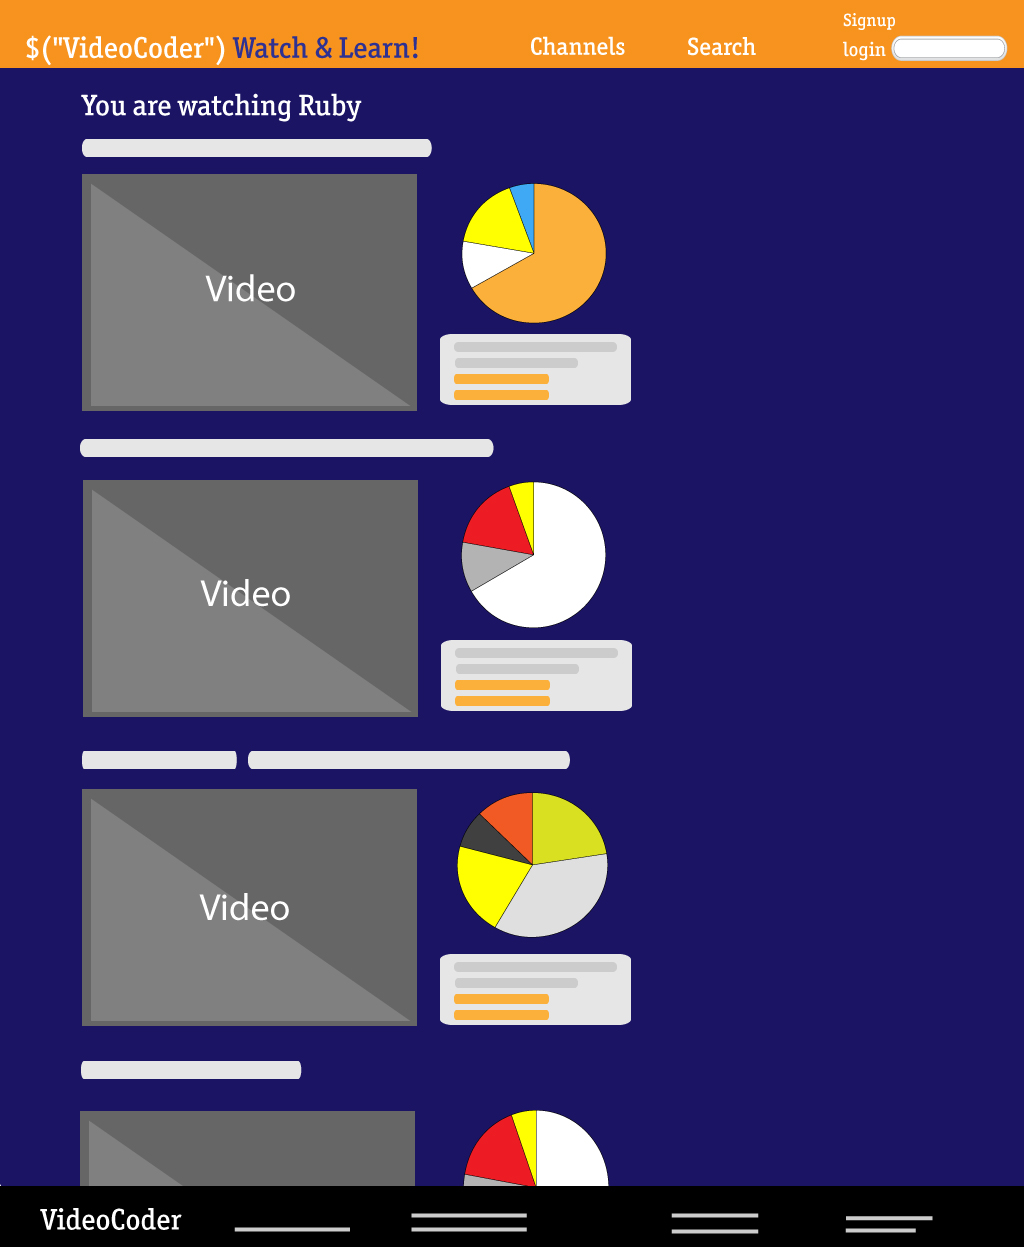 Signup
$("VideoCoder") Watch & Learn! Channels Search login
You are watching Ruby
Video
Video
Video
VideoCoder